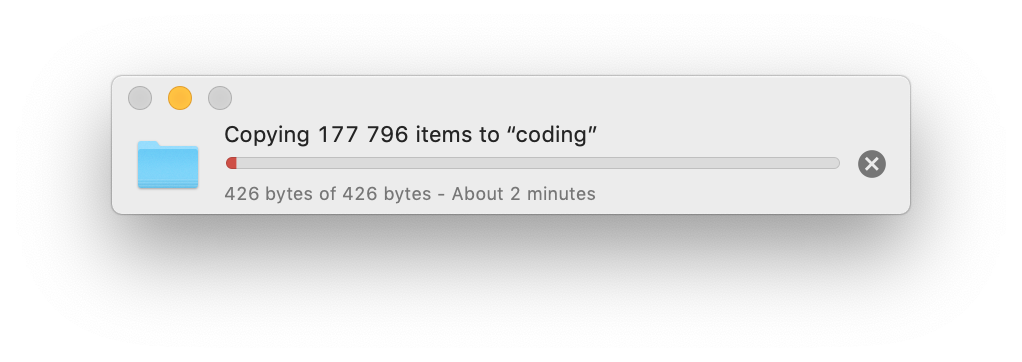 Copying 177 796 items to “coding”
426 bytes of 426 bytes - About 2 minutes